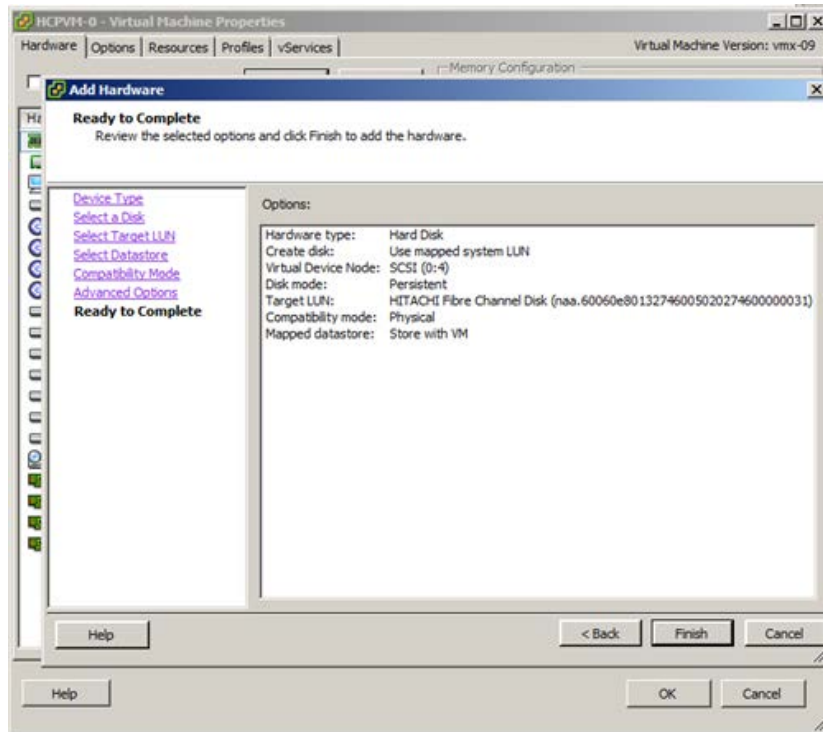 HCPVM-0 - Virtual Machine Properties
Hardware Options Resources Profiles vServices Virtual Machine Version: vmx-09
Memory Configuration
Add Hardware
Ready to Complete
Review the selected options and click Finish to add the hardware.
Device Type
Select a Disk
Select Target LUN
Select Datastore
Compatibility Mode
Advanced Options
Ready to Complete
Options:
Hardware type: Hard Disk
Create disk: Use mapped system LUN
Virtual Device Node: SCSI (0:4)
Disk mode: Persistent
Target LUN: HITACHI Fibre Channel Disk (naa.60060e80132746005020274600000031)
Compatibility mode: Physical
Mapped datastore: Store with VM
Help < Back Finish Cancel
Help OK Cancel